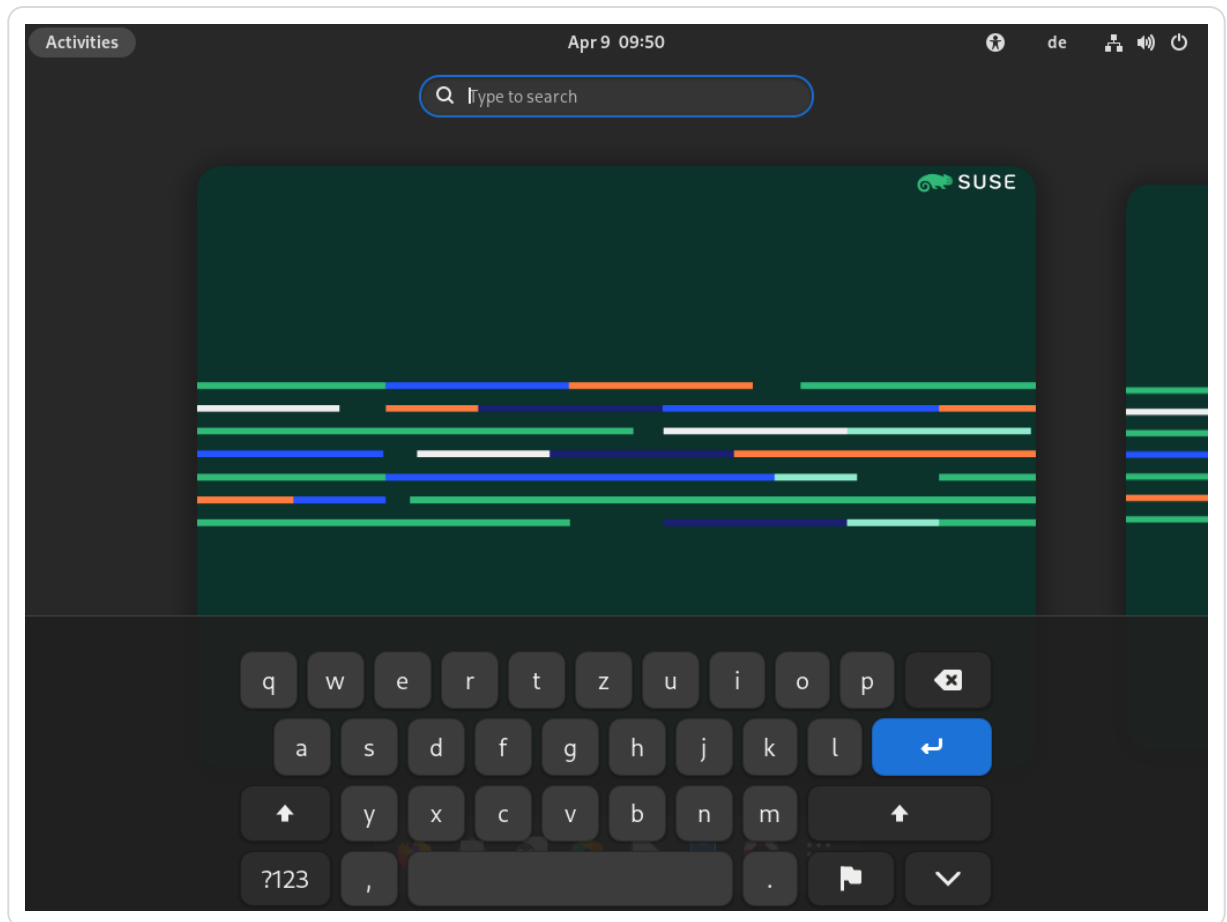 Activities
Apr 9 09:50
de
Type to search
SUSE
q w e r t z u i o p
a s d f g h j k l
y x c v b n m
?123 , .